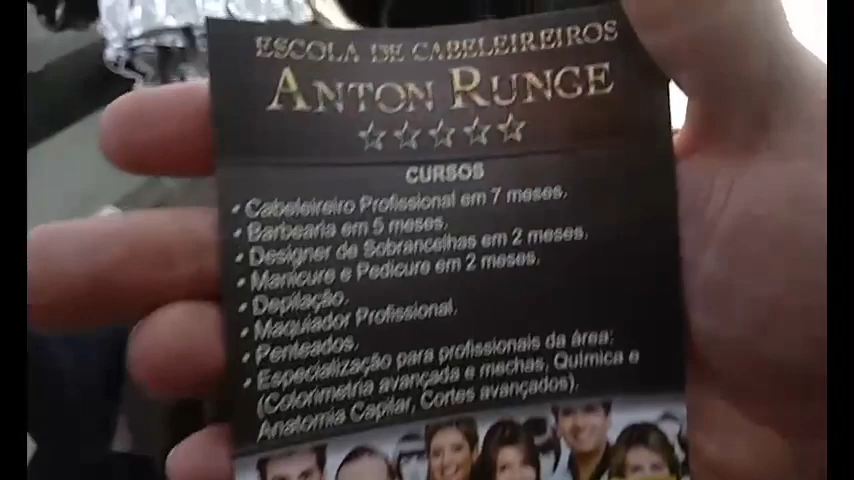 ESCOLA DE CABELEIREIROS
ANTON RUNGE
CURSOS
• Cabeleireiro Profissional em 7 meses.
• Barbearia em 5 meses.
• Designer de Sobrancelhas em 2 meses.
• Manicure e Pedicure em 2 meses.
• Depilação.
• Maquiador Profissional.
• Penteados.
• Especialização para profissionais da área:
(Colorimetria avançada e mechas, Química e
Anatomia Capilar, Cortes avançados).